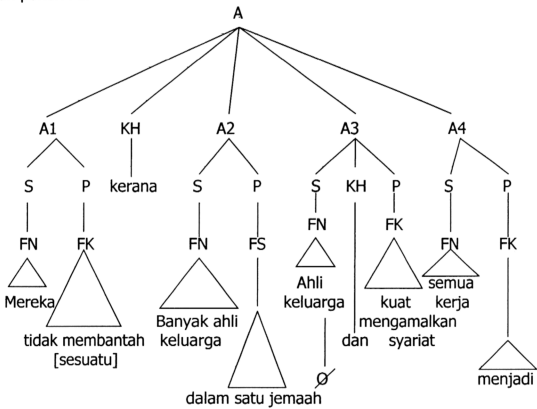 A
A1 KH A2 A3 A4
S P kerana S P S KH P S P
FN FK
FN FK FN FS FN FK
Ahli keluarga
kuat mengamalkan syariat
semua kerja
Mereka
Banyak ahli keluarga
tidak membantah [sesuatu]
dan
Ø
menjadi
dalam satu jemaah